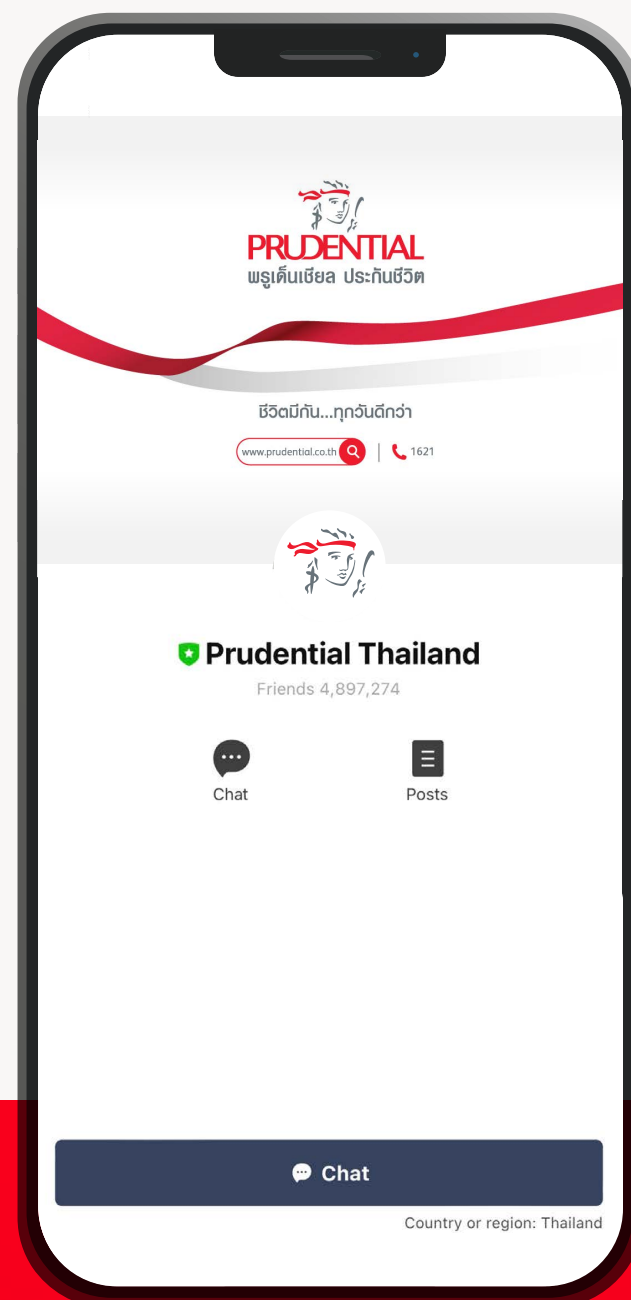 PRUDENTIAL
พรูเด็นเชียล ประกันชีวิต
ชีวิตมีกัน...ทุกวันดีกว่า
www.prudential.co.th | 1621
Prudential Thailand
Friends 4,897,274
Chat Posts
Chat
Country or region: Thailand